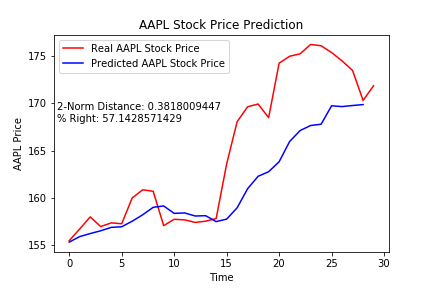 AAPL Stock Price Prediction
Real AAPL Stock Price
Predicted AAPL Stock Price
2-Norm Distance: 0.3818009447
% Right: 57.1428571429
AAPL Price
175
170
165
160
155
0 5 10 15 20 25 30
Time